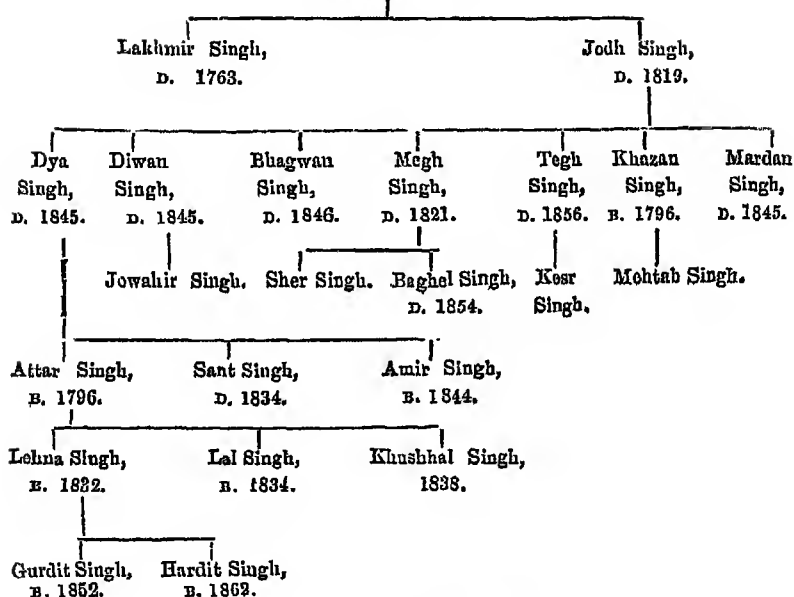 Lakhmir Singh, Jodh Singh,
D. 1763. D. 1819.
Dya Diwan Bhagwan Megh Tegh Khazan Mardan
Singh, Singh, Singh, Singh, Singh, Singh, Singh,
D. 1845. D. 1845. D. 1846. D. 1821. D. 1856. B. 1796. D. 1845.
Jowahir Singh. Sher Singh. Baghel Singh, Kesr Mehtab Singh.
D. 1854. Singh.
Attar Singh, Sant Singh, Amir Singh,
B. 1796. D. 1834. B. 1844.
Lehna Singh, Lal Singh, Khushhal Singh,
B. 1832. B. 1834. 1838.
Gurdit Singh, Hardit Singh,
B. 1852. B. 1862.